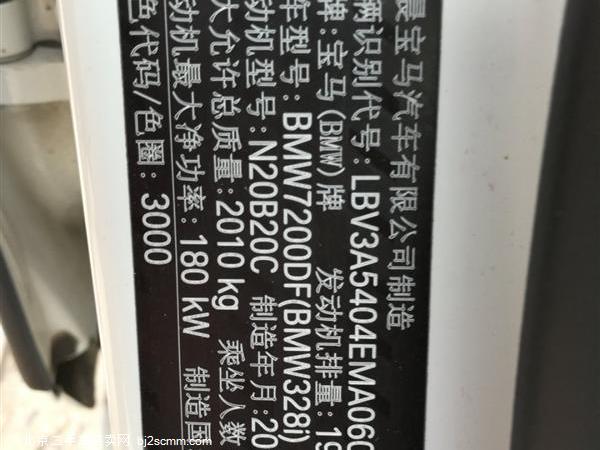 晨宝马汽车有限公司制造
辆识别代号: LBV3A5404EMA060
牌: 宝马(BMW)牌 发动机排量: 19
车型号: BMW7200DF(BMW328i)
动机型号: N20B20C 制造年月: 20
大允许总质量: 2010 kg 乘坐人数
动机最大净功率: 180 kW 制造国
色代码/色圈: 3000
bj2scmm.com